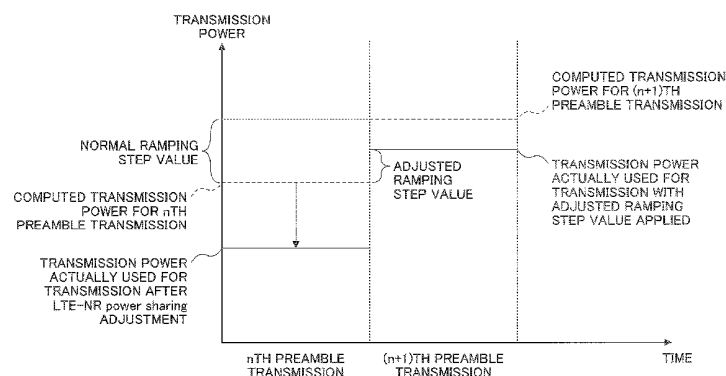 TRANSMISSION
POWER
COMPUTED TRANSMISSION
POWER FOR (n+1)TH
PREAMBLE TRANSMISSION
NORMAL RAMPING
STEP VALUE
ADJUSTED
RAMPING
STEP VALUE
TRANSMISSION POWER
ACTUALLY USED FOR
TRANSMISSION WITH
ADJUSTED RAMPING
STEP VALUE APPLIED
COMPUTED TRANSMISSION
POWER FOR nTH
PREAMBLE TRANSMISSION
TRANSMISSION POWER
ACTUALLY USED FOR
TRANSMISSION AFTER
LTE-NR power sharing
ADJUSTMENT
TIME
nTH PREAMBLE
TRANSMISSION
(n+1)TH PREAMBLE
TRANSMISSION